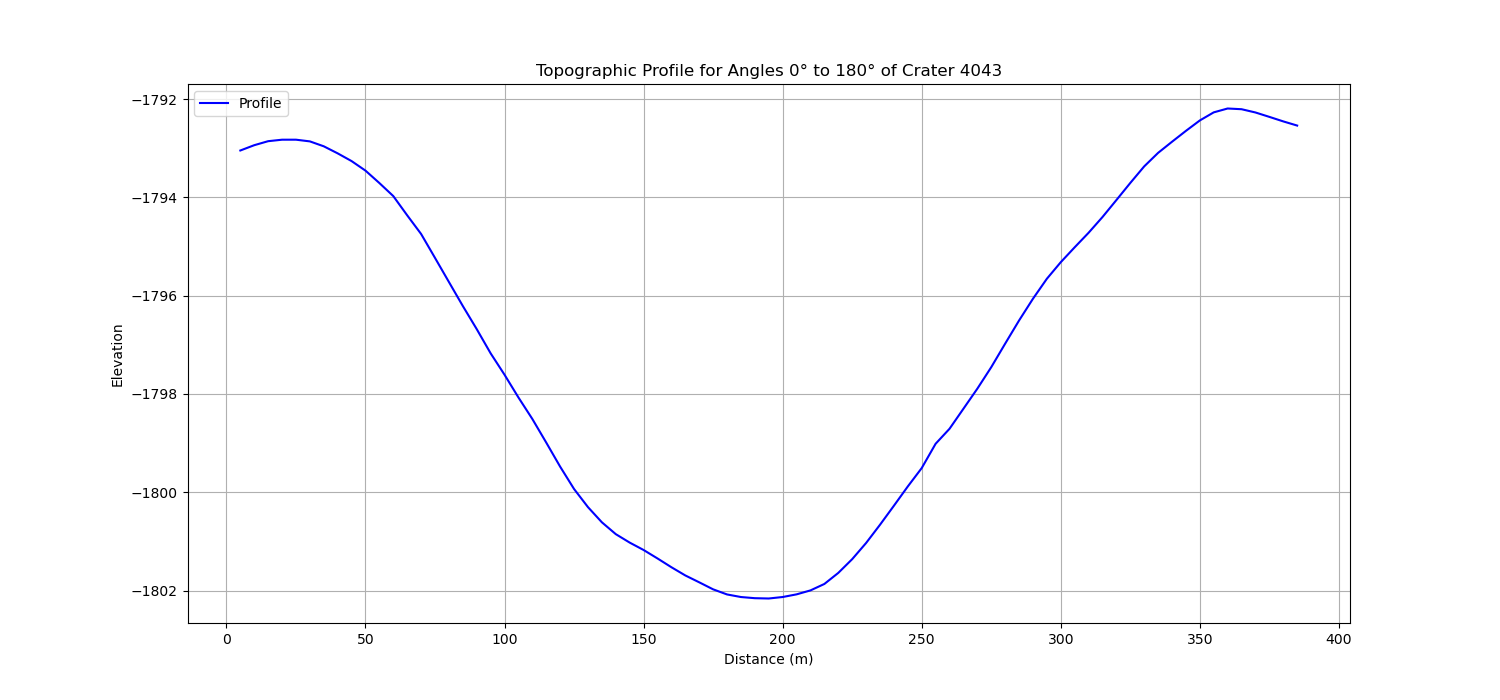 Topographic Profile for Angles 0° to 180° of Crater 4043
Profile
−1792
−1794
−1796
−1798
−1800
−1802
Elevation
0 50 100 150 200 250 300 350 400
Distance (m)